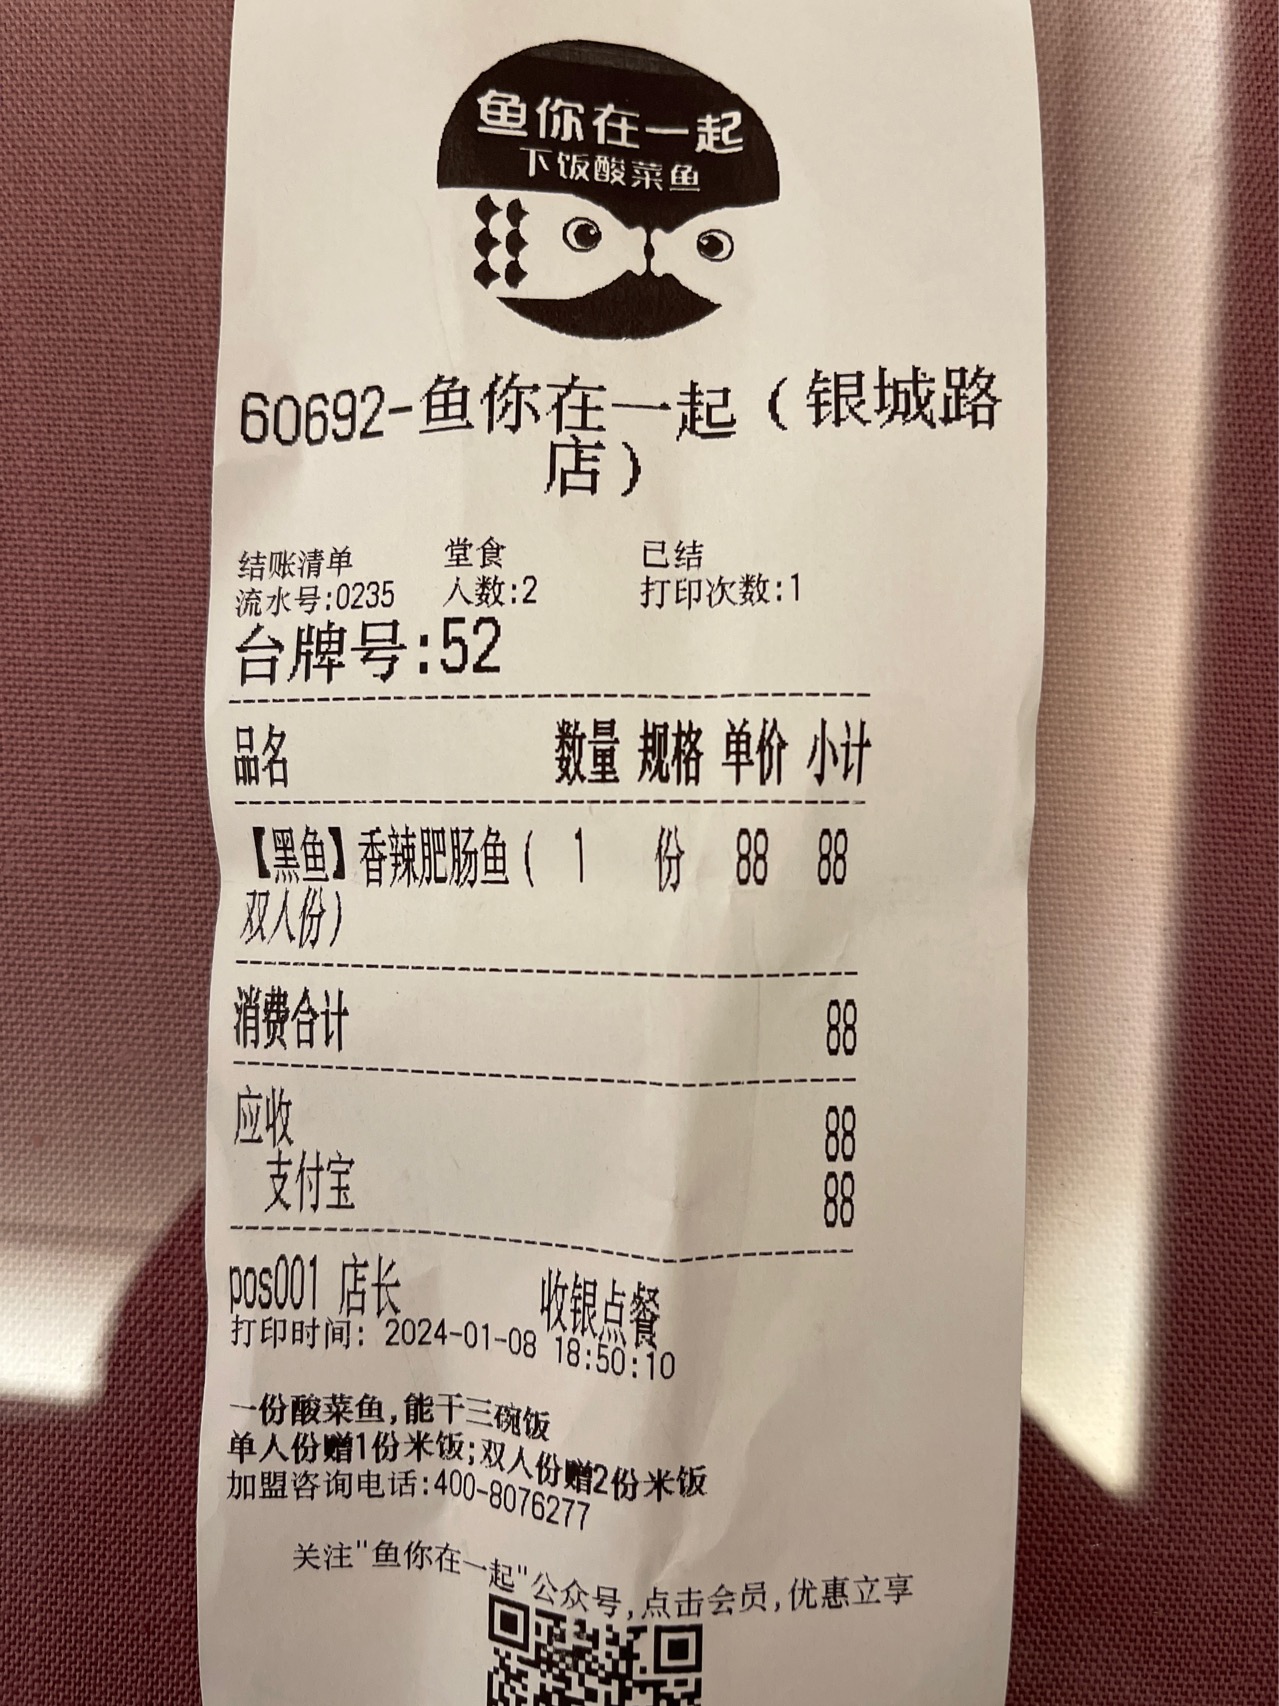 鱼你在一起
下饭酸菜鱼
60692-鱼你在一起（银城路
店）
结账清单 堂食 已结
流水号:0235 人数:2 打印次数:1
台牌号:52
品名 数量 规格 单价 小计
【黑鱼】香辣肥肠鱼（ 1 份 88 88
双人份）
消费合计 88
应收 88
支付宝 88
pos001 店长 收银点餐
打印时间: 2024-01-08 18:50:10
一份酸菜鱼,能干三碗饭
单人份赠1份米饭;双人份赠2份米饭
加盟咨询电话:400-8076277
关注"鱼你在一起"公众号,点击会员,优惠立享